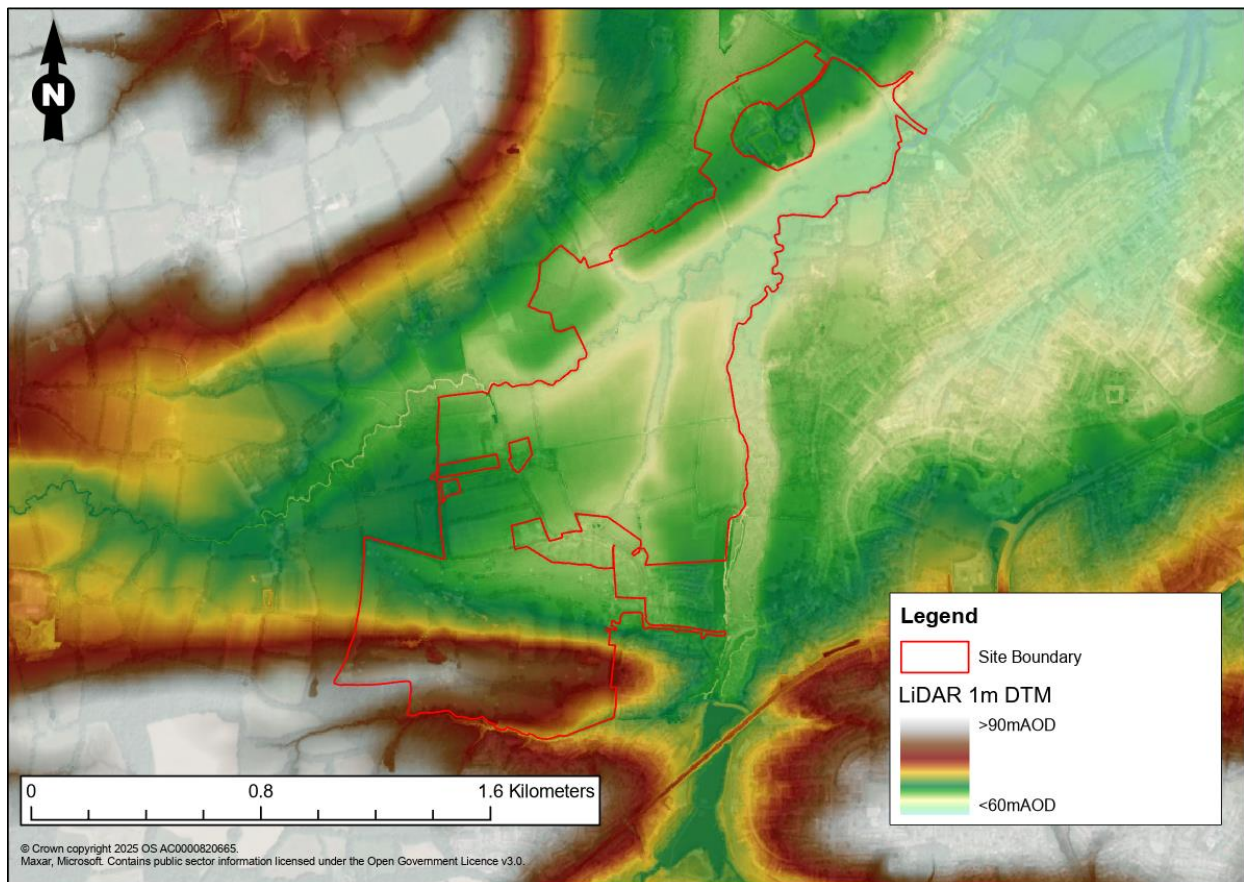 N
Legend
Site Boundary
LiDAR 1m DTM
>90mAOD
<60mAOD
0 0.8 1.6 Kilometers
© Crown copyright 2025 OS AC0000820665.
Maxar, Microsoft. Contains public sector information licensed under the Open Government Licence v3.0.